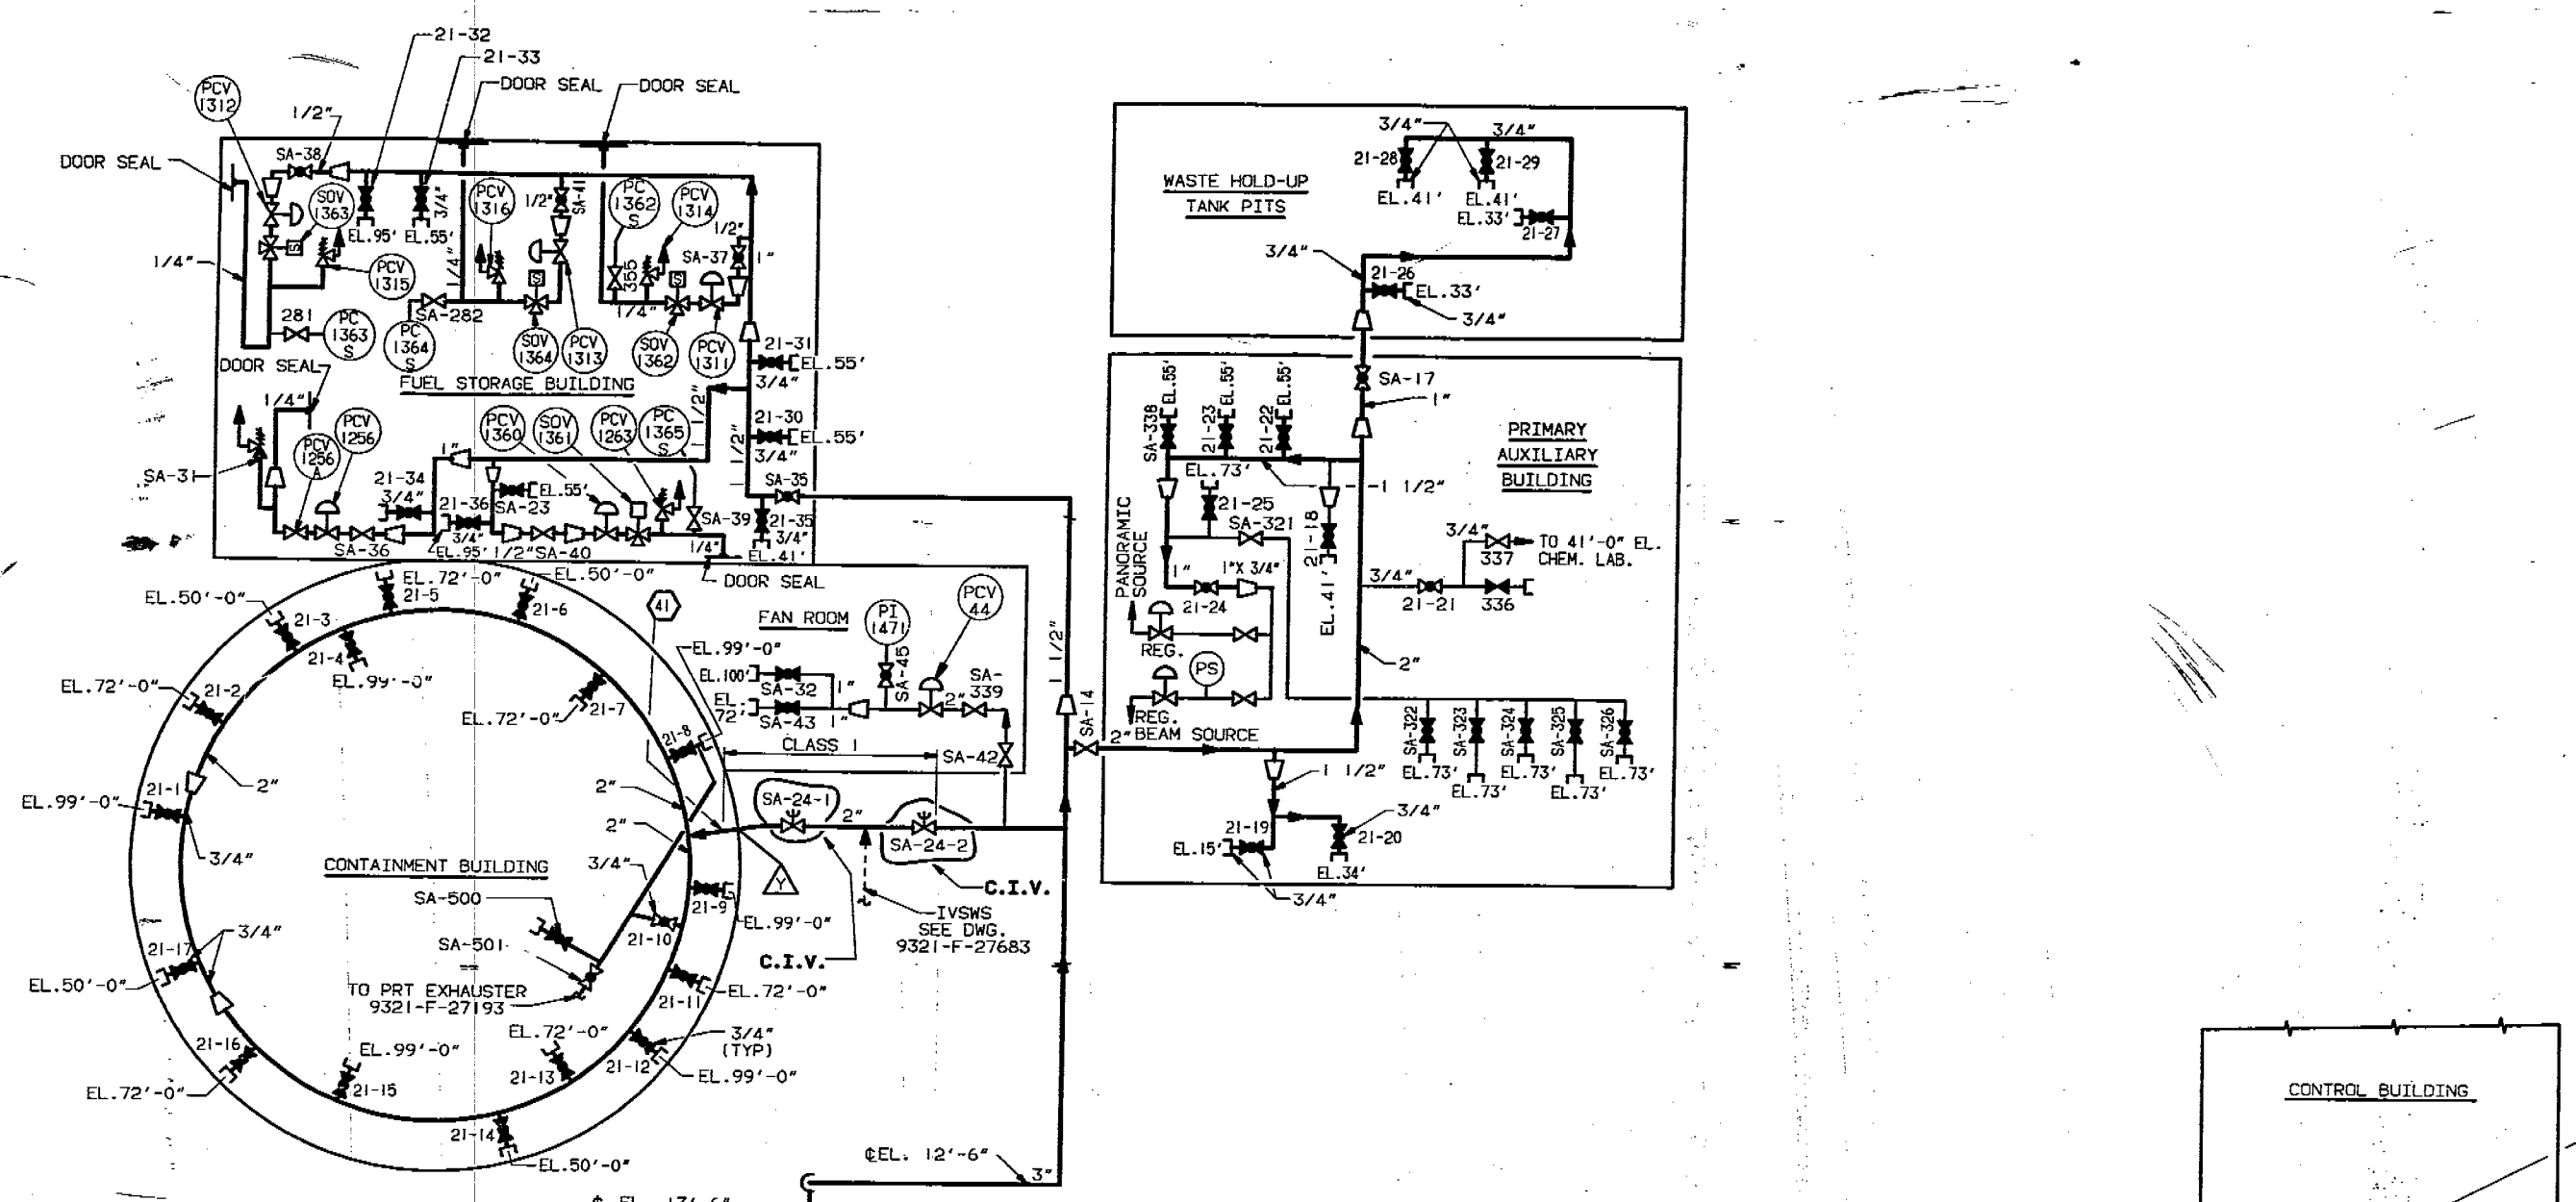 21-32
21-33
DOOR SEAL
DOOR SEAL
PCV
1312
1/2"
DOOR SEAL
SA-38
SOV
1363
S
EL.95'
EL.55'
3/4"
1/4"
PCV
1315
281
PC
1363
S
PCV
1316
1/4"
1/2"
SA-41
S
SA-282
PC
1364
S
SOV
1364
PCV
1313
PC
1362
S
PCV
1314
355
1/4"
S
SA-37
1/2"
1"
SOV
1362
PCV
1311
21-31
EL.55'
3/4"
FUEL STORAGE BUILDING
DOOR SEAL
1/4"
PCV
1256
A
PCV
1256
SA-31
SA-36
21-34
3/4"
1"
21-36
3/4"
EL.95'
PCV
1360
SOV
1361
PCV
1263
PC
1365
S
EL.55'
SA-23
1/2"
SA-40
SA-39
1/4"
DOOR SEAL
1 1/2"
1 1/2"
21-30
EL.55'
3/4"
SA-35
21-35
3/4"
EL.41'
WASTE HOLD-UP
TANK PITS
3/4"
3/4"
21-28
21-29
EL.41'
EL.41'
EL.33'
21-27
3/4"
21-26
EL.33'
3/4"
SA-17
1"
PRIMARY
AUXILIARY
BUILDING
SA-338
EL.55'
21-23
EL.55'
21-22
EL.55'
1 1/2"
EL.73'
21-25
SA-321
21-18
EL.41'
PANORAMIC
SOURCE
1"
1"X 3/4"
21-24
REG.
PS
REG.
BEAM SOURCE
2"
3/4"
337
TO 41'-0" EL.
CHEM. LAB.
3/4"
21-21
336
2"
SA-322
SA-323
SA-324
SA-325
SA-326
EL.73'
EL.73'
EL.73'
EL.73'
EL.73'
1 1/2"
3/4"
21-19
21-20
EL.15'
EL.34'
3/4"
SA-14
1 1/2"
FAN ROOM
PI
1471
PCV
44
SA-45
EL.100'
SA-32
EL.
72'
SA-43
1"
1"
2"
SA-
339
SA-42
CLASS 1
41
EL.99'-0"
SA-24-1
2"
SA-24-2
C.I.V.
C.I.V.
IVSWS
SEE DWG.
9321-F-27683
Y
EL.72'-0"
21-5
EL.50'-0"
21-6
EL.50'-0"
21-3
21-4
EL.99'-0"
EL.72'-0"
21-2
EL.72'-0"
21-7
21-8
2"
2"
2"
EL.99'-0"
21-1
3/4"
CONTAINMENT BUILDING
SA-500
SA-501
TO PRT EXHAUSTER
9321-F-27193
3/4"
21-10
21-9
EL.99'-0"
21-17
3/4"
EL.50'-0"
21-11
EL.72'-0"
21-12
3/4"
(TYP)
EL.99'-0"
EL.72'-0"
21-13
21-16
EL.72'-0"
EL.99'-0"
21-15
21-14
EL.50'-0"
℄EL. 12'-6"
3"
CONTROL BUILDING